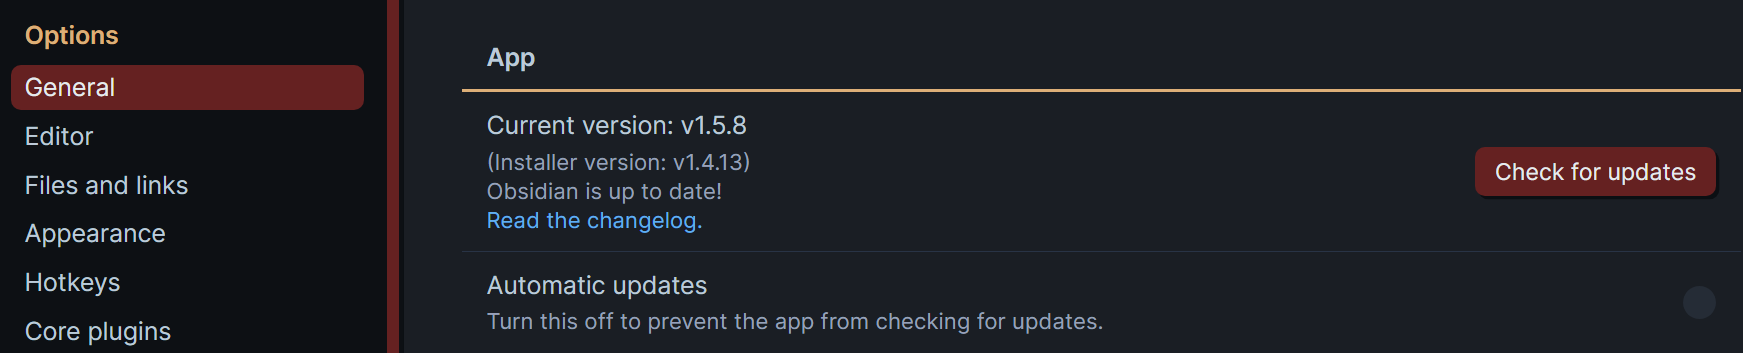 Options
General
Editor
Files and links
Appearance
Hotkeys
Core plugins
App
Current version: v1.5.8
(Installer version: v1.4.13)
Obsidian is up to date!
Read the changelog.
Check for updates
Automatic updates
Turn this off to prevent the app from checking for updates.